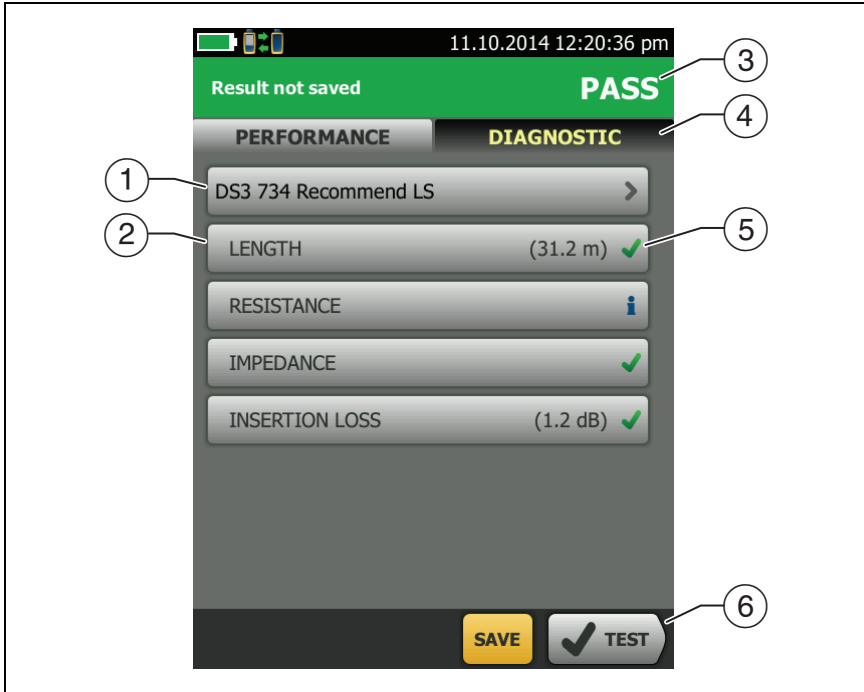 11.10.2014 12:20:36 pm
Result not saved PASS
PERFORMANCE DIAGNOSTIC
DS3 734 Recommend LS
LENGTH (31.2 m)
RESISTANCE i
IMPEDANCE
INSERTION LOSS (1.2 dB)
SAVE TEST
1
2
3
4
5
6